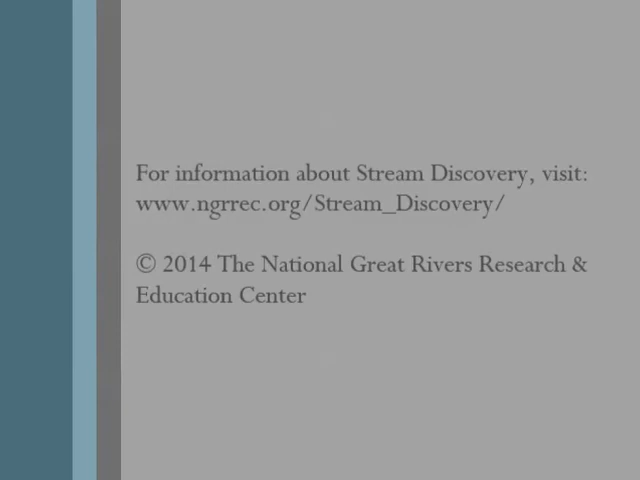 For information about Stream Discovery, visit:
www.ngrrec.org/Stream_Discovery/
© 2014 The National Great Rivers Research &
Education Center